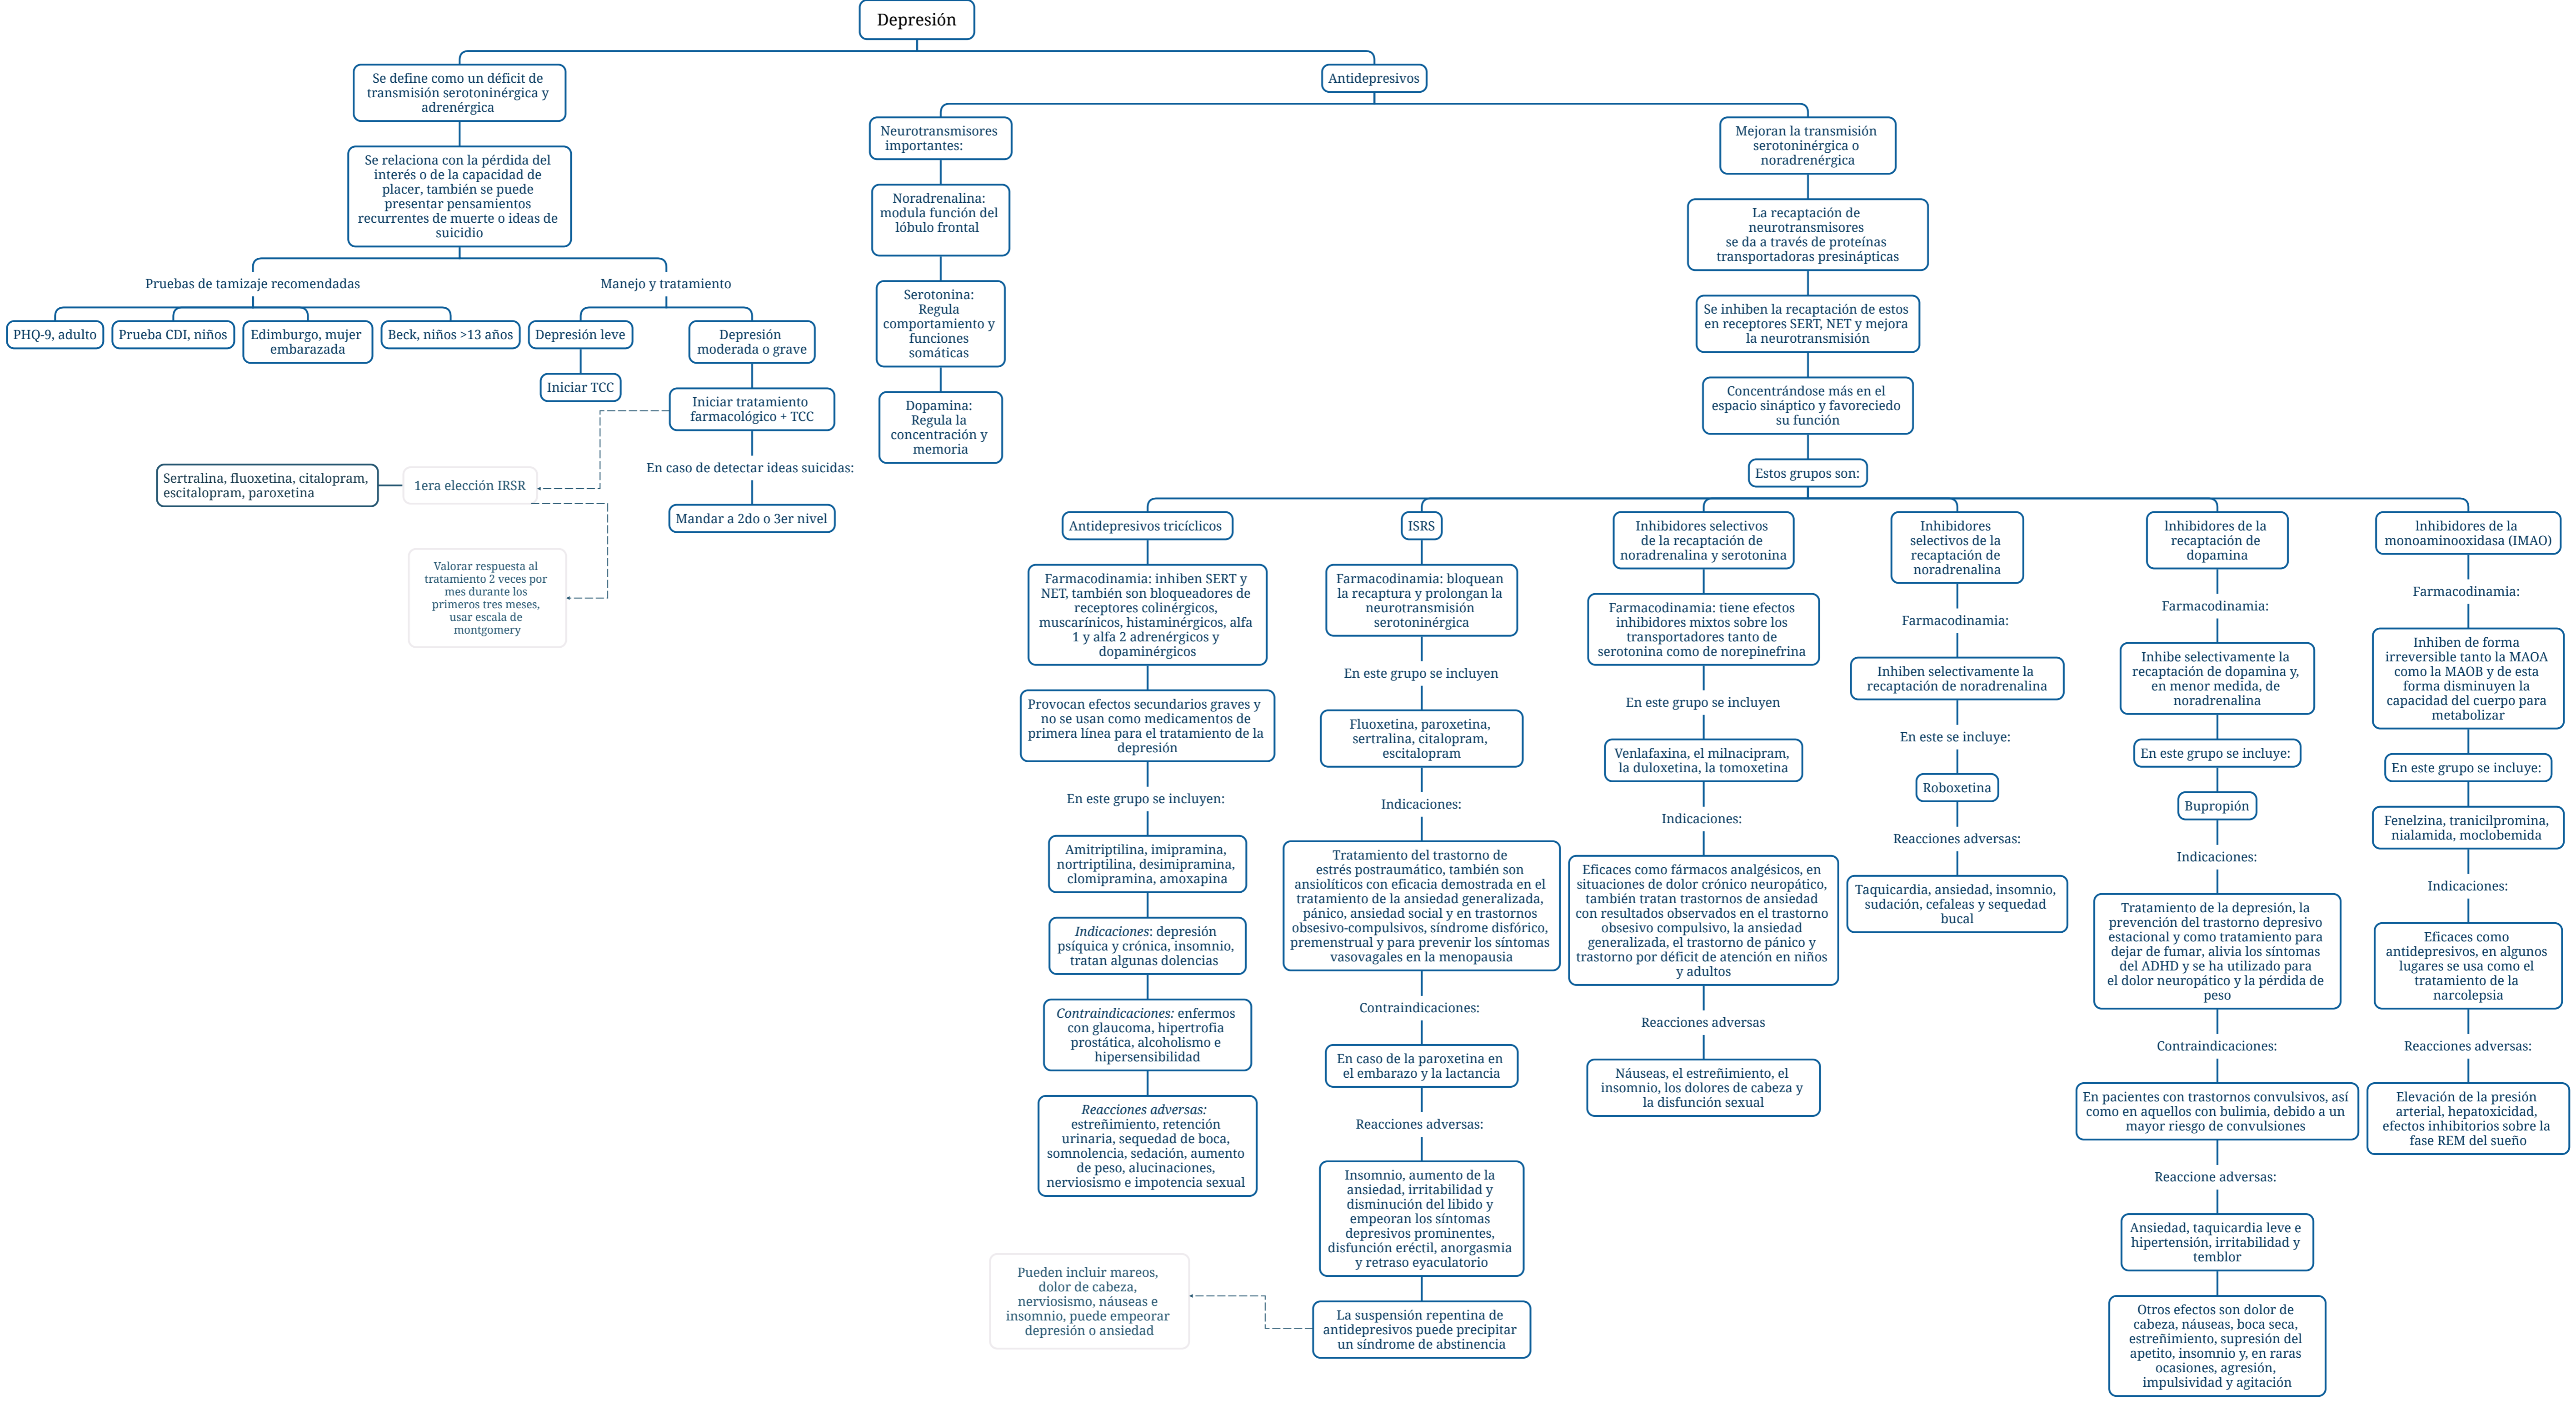 Depresión
Se define como un déficit de
transmisión serotoninérgica y
adrenérgica
Se relaciona con la pérdida del
interés o de la capacidad de
placer, también se puede
presentar pensamientos
recurrentes de muerte o ideas de
suicidio
Pruebas de tamizaje recomendadas
PHQ-9, adulto
Prueba CDI, niños
Edimburgo, mujer
embarazada
Beck, niños >13 años
Manejo y tratamiento
Depresión leve
Iniciar TCC
Depresión
moderada o grave
Iniciar tratamiento
farmacológico + TCC
En caso de detectar ideas suicidas:
Mandar a 2do o 3er nivel
1era elección IRSR
Sertralina, fluoxetina, citalopram,
escitalopram, paroxetina
Valorar respuesta al
tratamiento 2 veces por
mes durante los
primeros tres meses,
usar escala de
montgomery
Antidepresivos
Neurotransmisores
importantes:
Noradrenalina:
modula función del
lóbulo frontal
Serotonina:
Regula
comportamiento y
funciones
somáticas
Dopamina:
Regula la
concentración y
memoria
Mejoran la transmisión
serotoninérgica o
noradrenérgica
La recaptación de
neurotransmisores
se da a través de proteínas
transportadoras presinápticas
Se inhiben la recaptación de estos
en receptores SERT, NET y mejora
la neurotransmisión
Concentrándose más en el
espacio sináptico y favoreciedo
su función
Estos grupos son:
Antidepresivos tricíclicos
Farmacodinamia: inhiben SERT y
NET, también son bloqueadores de
receptores colinérgicos,
muscarínicos, histaminérgicos, alfa
1 y alfa 2 adrenérgicos y
dopaminérgicos
Provocan efectos secundarios graves y
no se usan como medicamentos de
primera línea para el tratamiento de la
depresión
En este grupo se incluyen:
Amitriptilina, imipramina,
nortriptilina, desimipramina,
clomipramina, amoxapina
Indicaciones: depresión
psíquica y crónica, insomnio,
tratan algunas dolencias
Contraindicaciones: enfermos
con glaucoma, hipertrofia
prostática, alcoholismo e
hipersensibilidad
Reacciones adversas:
estreñimiento, retención
urinaria, sequedad de boca,
somnolencia, sedación, aumento
de peso, alucinaciones,
nerviosismo e impotencia sexual
ISRS
Farmacodinamia: bloquean
la recaptura y prolongan la
neurotransmisión
serotoninérgica
En este grupo se incluyen
Fluoxetina, paroxetina,
sertralina, citalopram,
escitalopram
Indicaciones:
Tratamiento del trastorno de
estrés postraumático, también son
ansiolíticos con eficacia demostrada en el
tratamiento de la ansiedad generalizada,
pánico, ansiedad social y en trastornos
obsesivo-compulsivos, síndrome disfórico,
premenstrual y para prevenir los síntomas
vasovagales en la menopausia
Contraindicaciones:
En caso de la paroxetina en
el embarazo y la lactancia
Reacciones adversas:
Insomnio, aumento de la
ansiedad, irritabilidad y
disminución del libido y
empeoran los síntomas
depresivos prominentes,
disfunción eréctil, anorgasmia
y retraso eyaculatorio
La suspensión repentina de
antidepresivos puede precipitar
un síndrome de abstinencia
Pueden incluir mareos,
dolor de cabeza,
nerviosismo, náuseas e
insomnio, puede empeorar
depresión o ansiedad
Inhibidores selectivos
de la recaptación de
noradrenalina y serotonina
Farmacodinamia: tiene efectos
inhibidores mixtos sobre los
transportadores tanto de
serotonina como de norepinefrina
En este grupo se incluyen
Venlafaxina, el milnacipram,
la duloxetina, la tomoxetina
Indicaciones:
Eficaces como fármacos analgésicos, en
situaciones de dolor crónico neuropático,
también tratan trastornos de ansiedad
con resultados observados en el trastorno
obsesivo compulsivo, la ansiedad
generalizada, el trastorno de pánico y
trastorno por déficit de atención en niños
y adultos
Reacciones adversas
Náuseas, el estreñimiento, el
insomnio, los dolores de cabeza y
la disfunción sexual
Inhibidores
selectivos de la
recaptación de
noradrenalina
Farmacodinamia:
Inhiben selectivamente la
recaptación de noradrenalina
En este se incluye:
Roboxetina
Reacciones adversas:
Taquicardia, ansiedad, insomnio,
sudación, cefaleas y sequedad
bucal
lnhibidores de la
recaptación de
dopamina
Farmacodinamia:
Inhibe selectivamente la
recaptación de dopamina y,
en menor medida, de
noradrenalina
En este grupo se incluye:
Bupropión
Indicaciones:
Tratamiento de la depresión, la
prevención del trastorno depresivo
estacional y como tratamiento para
dejar de fumar, alivia los síntomas
del ADHD y se ha utilizado para
el dolor neuropático y la pérdida de
peso
Contraindicaciones:
En pacientes con trastornos convulsivos, así
como en aquellos con bulimia, debido a un
mayor riesgo de convulsiones
Reaccione adversas:
Ansiedad, taquicardia leve e
hipertensión, irritabilidad y
temblor
Otros efectos son dolor de
cabeza, náuseas, boca seca,
estreñimiento, supresión del
apetito, insomnio y, en raras
ocasiones, agresión,
impulsividad y agitación
lnhibidores de la
monoaminooxidasa (IMAO)
Farmacodinamia:
Inhiben de forma
irreversible tanto la MAOA
como la MAOB y de esta
forma disminuyen la
capacidad del cuerpo para
metabolizar
En este grupo se incluye:
Fenelzina, tranicilpromina,
nialamida, moclobemida
Indicaciones:
Eficaces como
antidepresivos, en algunos
lugares se usa como el
tratamiento de la
narcolepsia
Reacciones adversas:
Elevación de la presión
arterial, hepatoxicidad,
efectos inhibitorios sobre la
fase REM del sueño